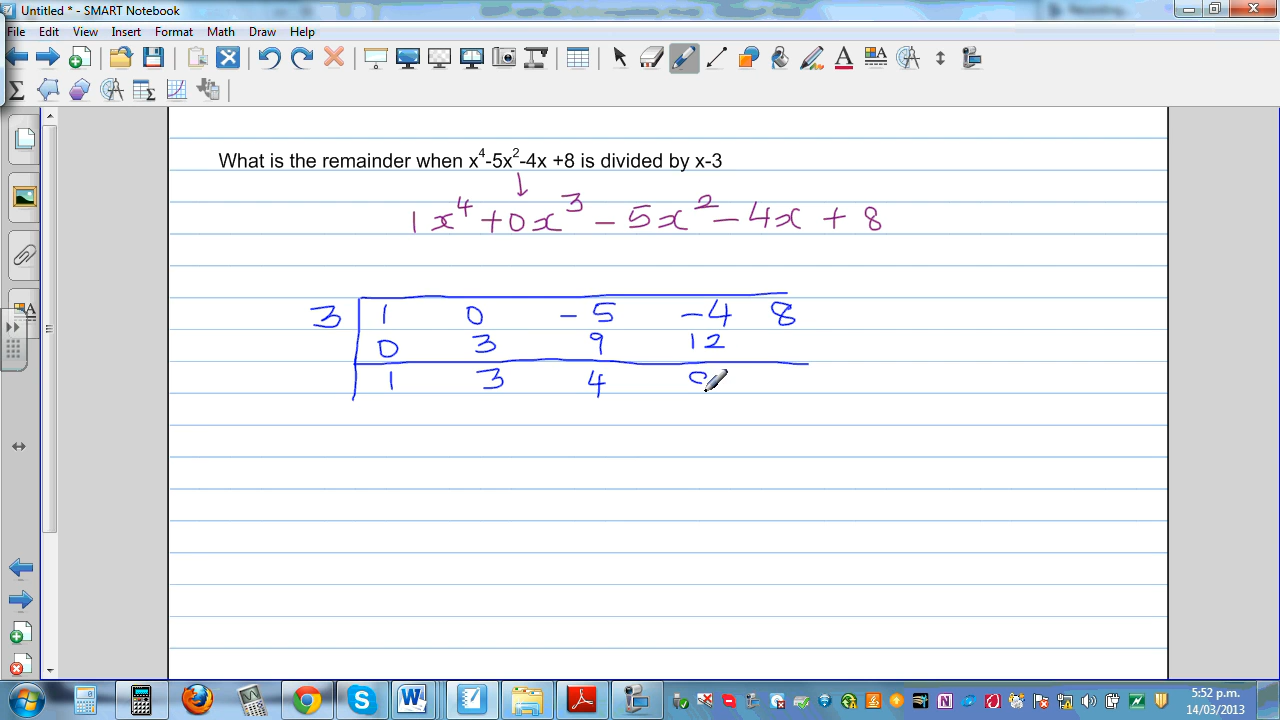 Untitled * - SMART Notebook
File Edit View Insert Format Math Draw Help
What is the remainder when x⁴-5x²-4x +8 is divided by x-3
1x⁴ + 0x³ - 5x² - 4x + 8
3 1 0 -5 -4 8
0 3 9 12
1 3 4
5:52 p.m.
14/03/2013